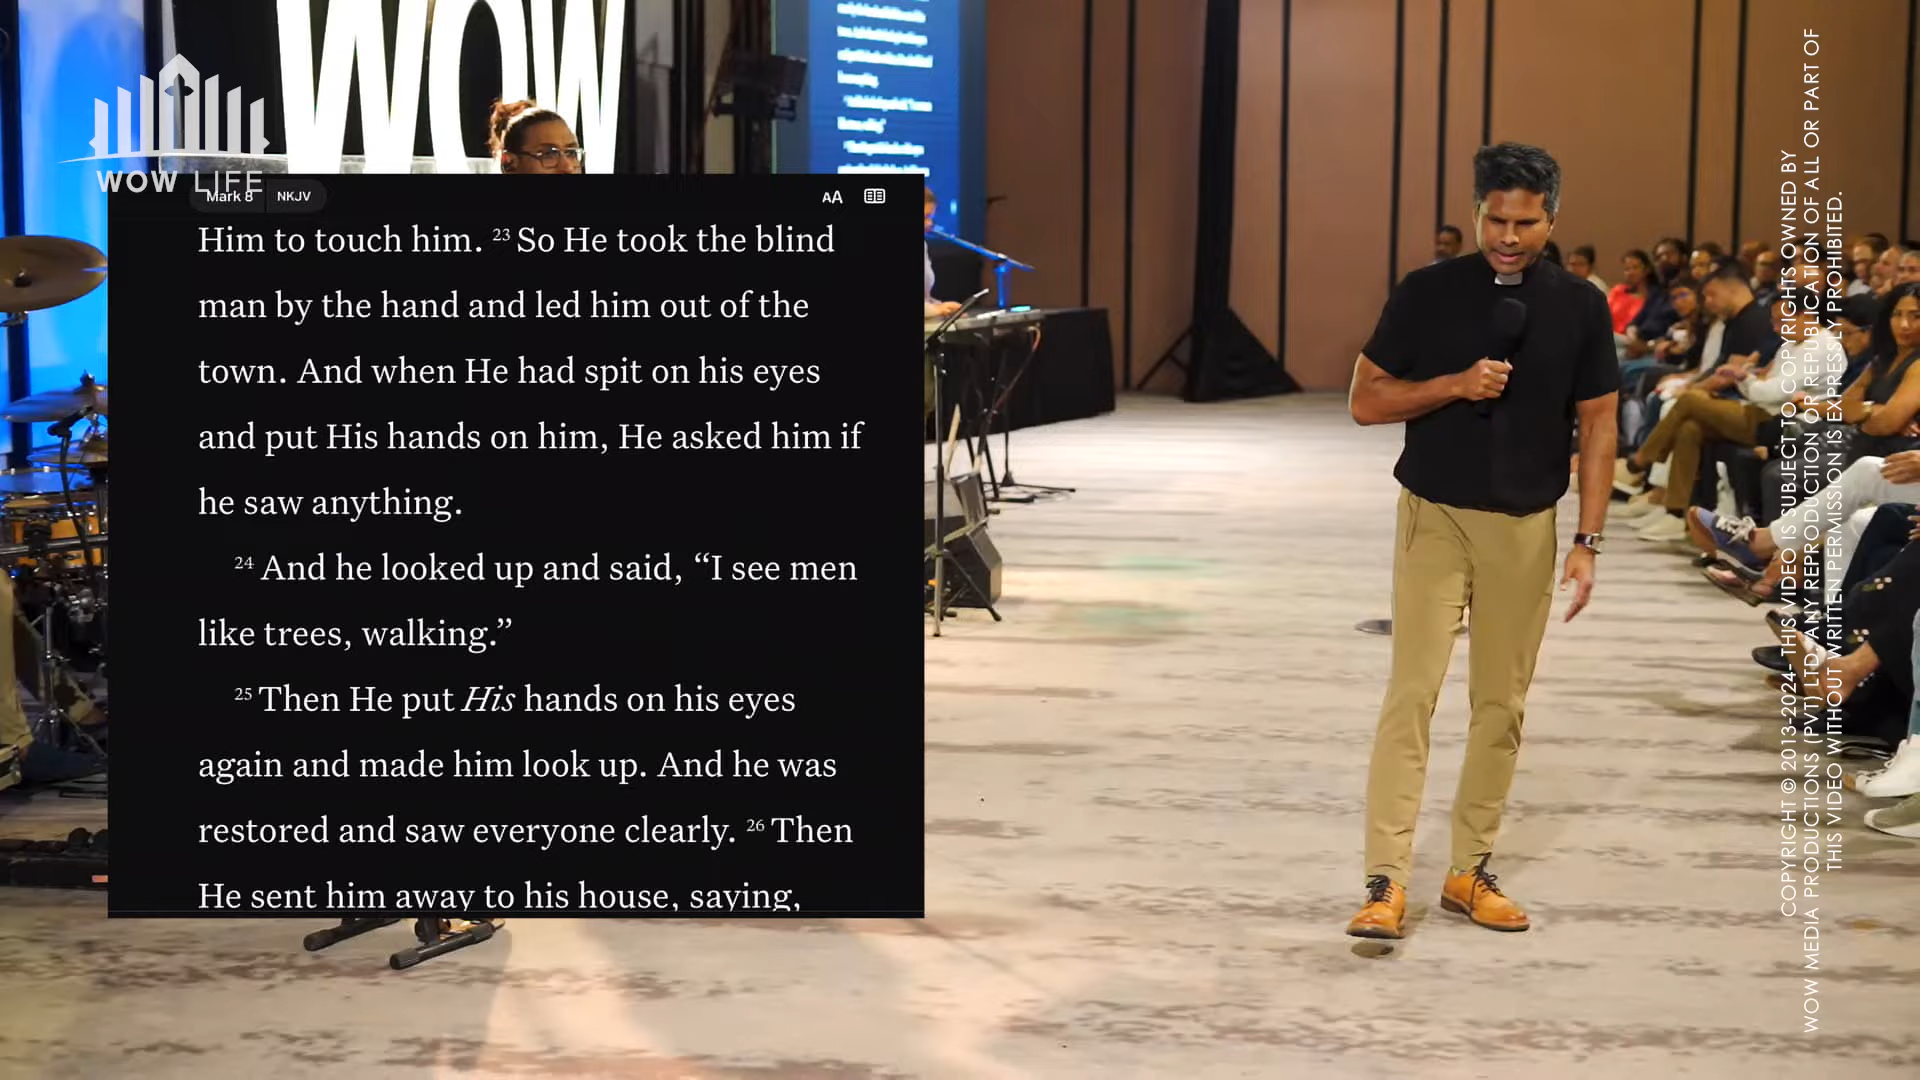 WOW
WOW LIFE
Mark 8
NKJV
AA
Him to touch him. 23 So He took the blind
man by the hand and led him out of the
town. And when He had spit on his eyes
and put His hands on him, He asked him if
he saw anything.
24 And he looked up and said, “I see men
like trees, walking.”
25 Then He put His hands on his eyes
again and made him look up. And he was
restored and saw everyone clearly. 26 Then
He sent him away to his house, saying,
COPYRIGHT © 2013-2024- THIS VIDEO IS SUBJECT TO COPYRIGHTS OWNED BY
WOW MEDIA PRODUCTIONS (PVT) LTD. ANY REPRODUCTION OR REPUBLICATION OF ALL OR PART OF
THIS VIDEO WITHOUT WRITTEN PERMISSION IS EXPRESSLY PROHIBITED.